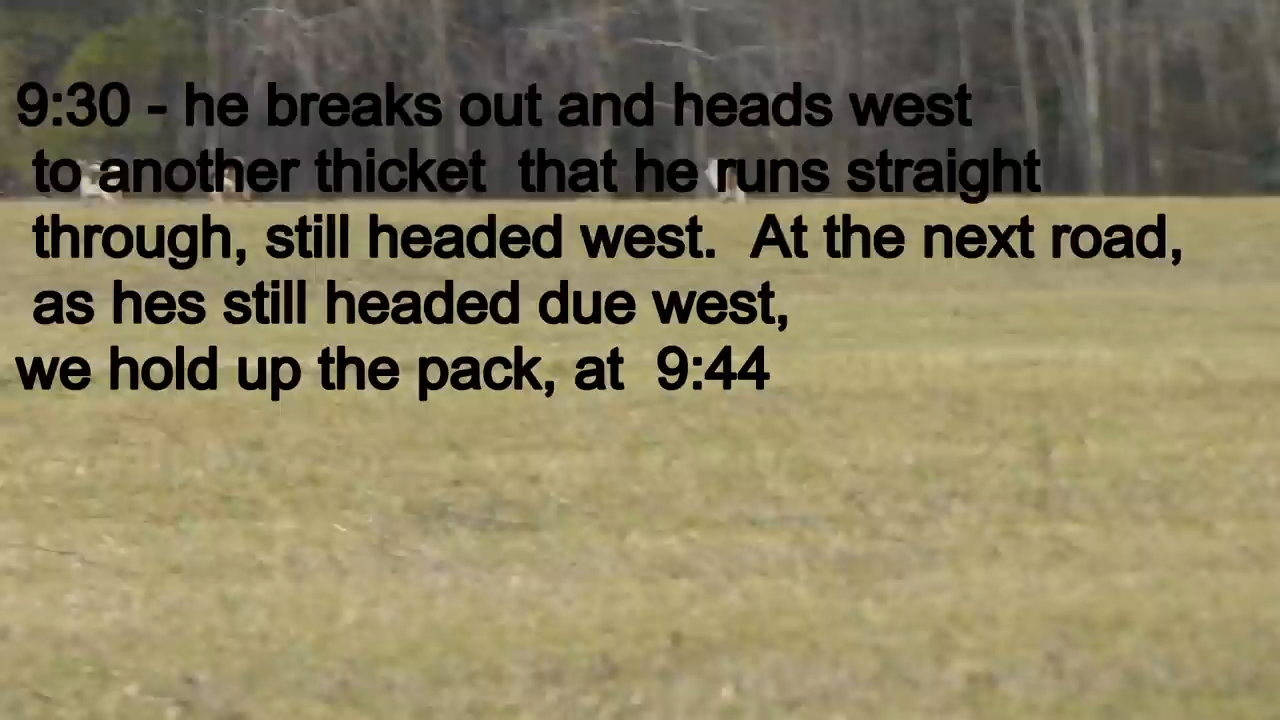 9:30 - he breaks out and heads west
to another thicket  that he runs straight
through, still headed west.  At the next road,
as hes still headed due west,
we hold up the pack, at  9:44